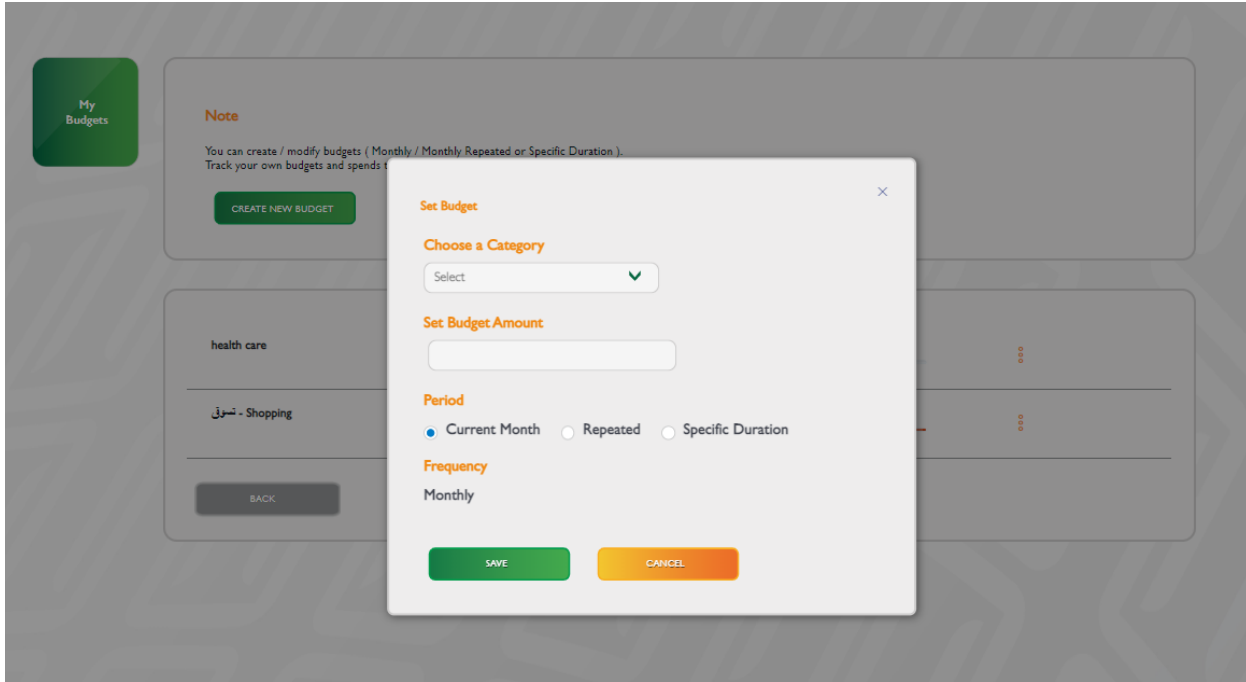 My
Budgets
Note
You can create / modify budgets ( Monthly / Monthly Repeated or Specific Duration ).
Track your own budgets and spends
CREATE NEW BUDGET
Set Budget
Choose a Category
Select
Set Budget Amount
health care
Period
تسوق - Shopping
Current Month
Repeated
Specific Duration
Frequency
Monthly
BACK
SAVE
CANCEL